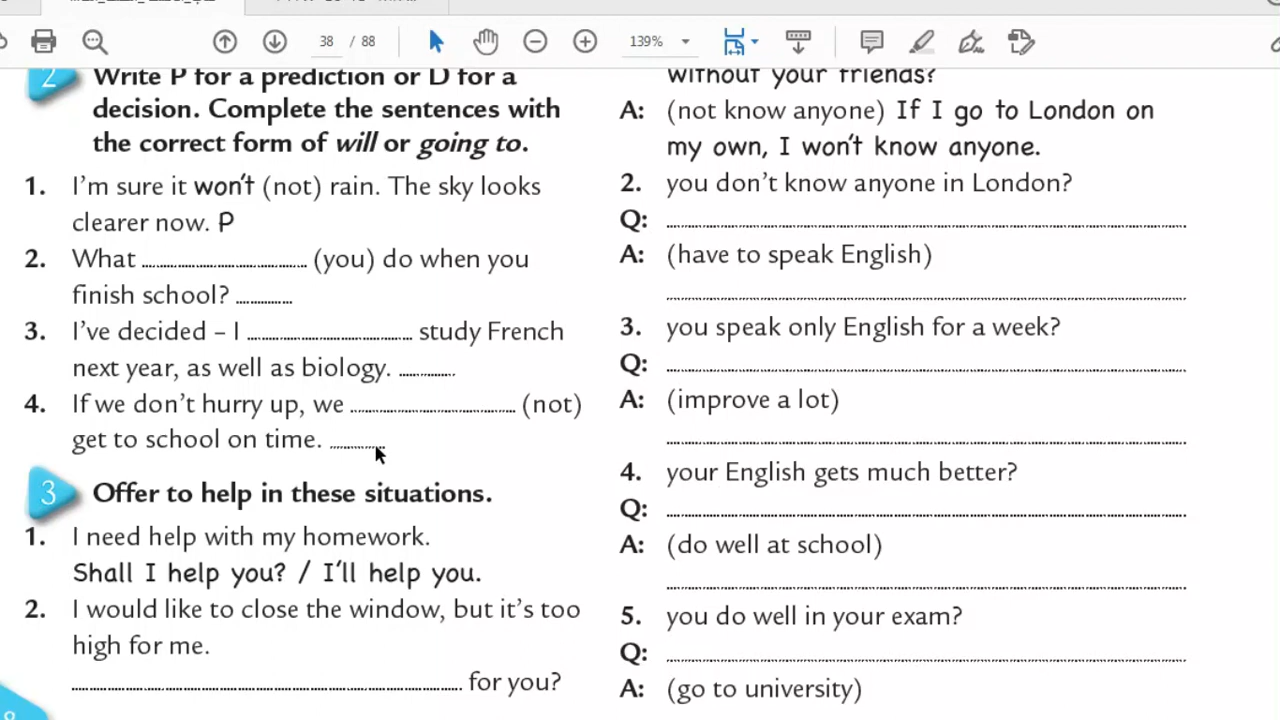 38 / 88
139%
2 Write P for a prediction or D for a
decision. Complete the sentences with
the correct form of will or going to.
1. I'm sure it won't (not) rain. The sky looks
clearer now. P
2. What ........................ (you) do when you
finish school? ............
3. I've decided – I ........................ study French
next year, as well as biology. ............
4. If we don't hurry up, we ........................ (not)
get to school on time. ............
3 Offer to help in these situations.
1. I need help with my homework.
Shall I help you? / I'll help you.
2. I would like to close the window, but it's too
high for me.
........................ for you?
without your friends?
A: (not know anyone) If I go to London on
my own, I won't know anyone.
2. you don't know anyone in London?
Q: ........................
A: (have to speak English)
........................
3. you speak only English for a week?
Q: ........................
A: (improve a lot)
........................
4. your English gets much better?
Q: ........................
A: (do well at school)
........................
5. you do well in your exam?
Q: ........................
A: (go to university)